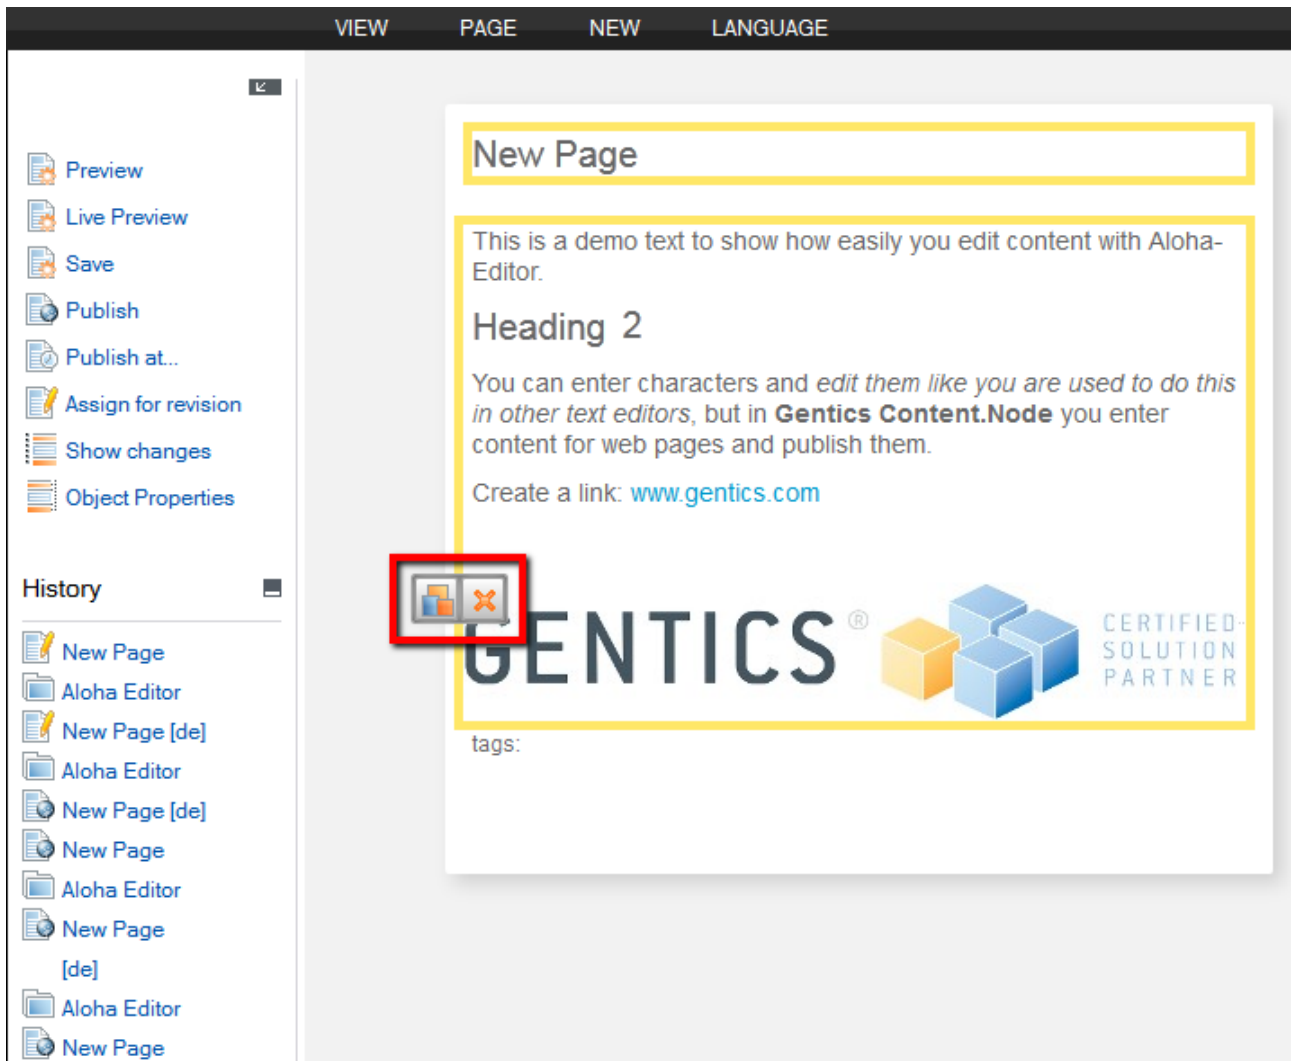 VIEW PAGE NEW LANGUAGE
Preview
Live Preview
Save
Publish
Publish at...
Assign for revision
Show changes
Object Properties
History
New Page
Aloha Editor
New Page [de]
Aloha Editor
New Page [de]
New Page
Aloha Editor
New Page
[de]
Aloha Editor
New Page
New Page
This is a demo text to show how easily you edit content with Aloha-
Editor.
Heading 2
You can enter characters and edit them like you are used to do this
in other text editors, but in Gentics Content.Node you enter
content for web pages and publish them.
Create a link: www.gentics.com
GENTICS®
CERTIFIED
SOLUTION
PARTNER
tags: